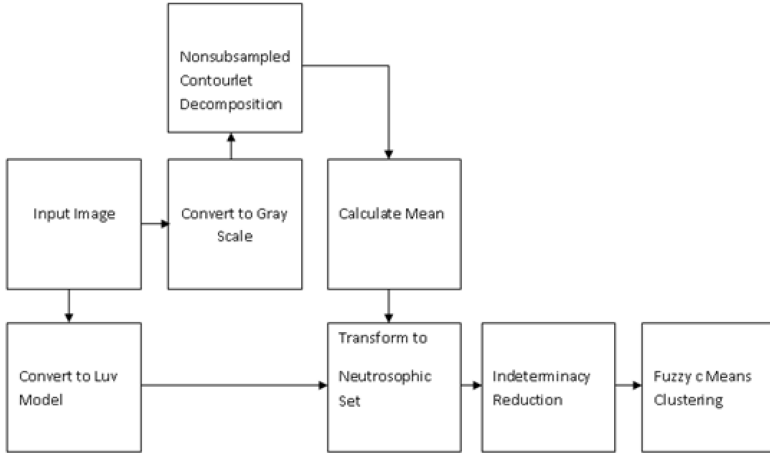 Nonsubsampled
Contourlet
Decomposition
Input Image
Convert to Gray
Scale
Calculate Mean
Convert to Luv
Model
Transform to
Neutrosophic
Set
Indeterminacy
Reduction
Fuzzy c Means
Clustering